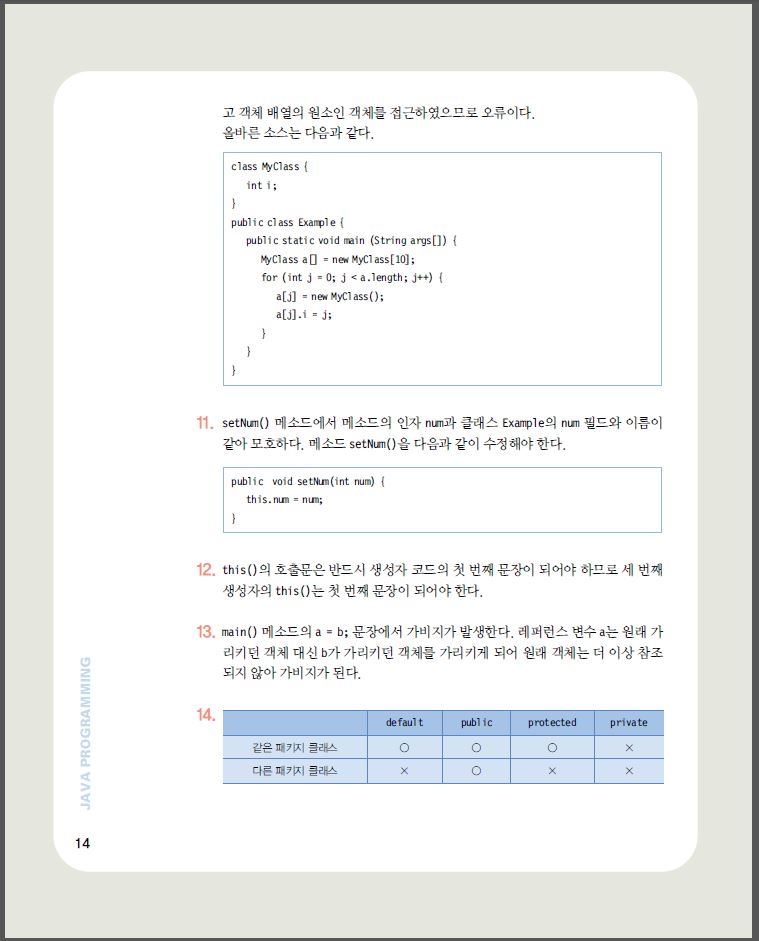 고 객체 배열의 원소인 객체를 접근하였으므로 오류이다.
올바른 소스는 다음과 같다.
class MyClass {
int i;
}
public class Example {
public static void main (String args[]) {
MyClass a[] = new MyClass[10];
for (int j = 0; j < a.length; j++) {
a[j] = new MyClass();
a[j].i = j;
}
}
}
11. setNum() 메소드에서 메소드의 인자 num과 클래스 Example의 num 필드와 이름이
같아 모호하다. 메소드 setNum()을 다음과 같이 수정해야 한다.
public void setNum(int num) {
this.num = num;
}
12. this()의 호출문은 반드시 생성자 코드의 첫 번째 문장이 되어야 하므로 세 번째
생성자의 this()는 첫 번째 문장이 되어야 한다.
13. main() 메소드의 a = b; 문장에서 가비지가 발생한다. 레퍼런스 변수 a는 원래 가
리키던 객체 대신 b가 가리키던 객체를 가리키게 되어 원래 객체는 더 이상 참조
되지 않아 가비지가 된다.
14.
default public protected private
같은 패키지 클래스 ○ ○ ○ ×
다른 패키지 클래스 × ○ × ×
JAVA PROGRAMMING
14